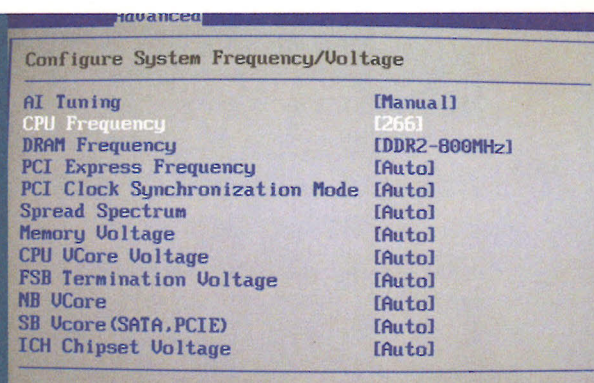 Advanced
Configure System Frequency/Voltage
AI Tuning [Manual]
CPU Frequency [266]
DRAM Frequency [DDR2-800MHz]
PCI Express Frequency [Auto]
PCI Clock Synchronization Mode [Auto]
Spread Spectrum [Auto]
Memory Voltage [Auto]
CPU VCore Voltage [Auto]
FSB Termination Voltage [Auto]
NB VCore [Auto]
SB Vcore(SATA,PCIE) [Auto]
ICH Chipset Voltage [Auto]